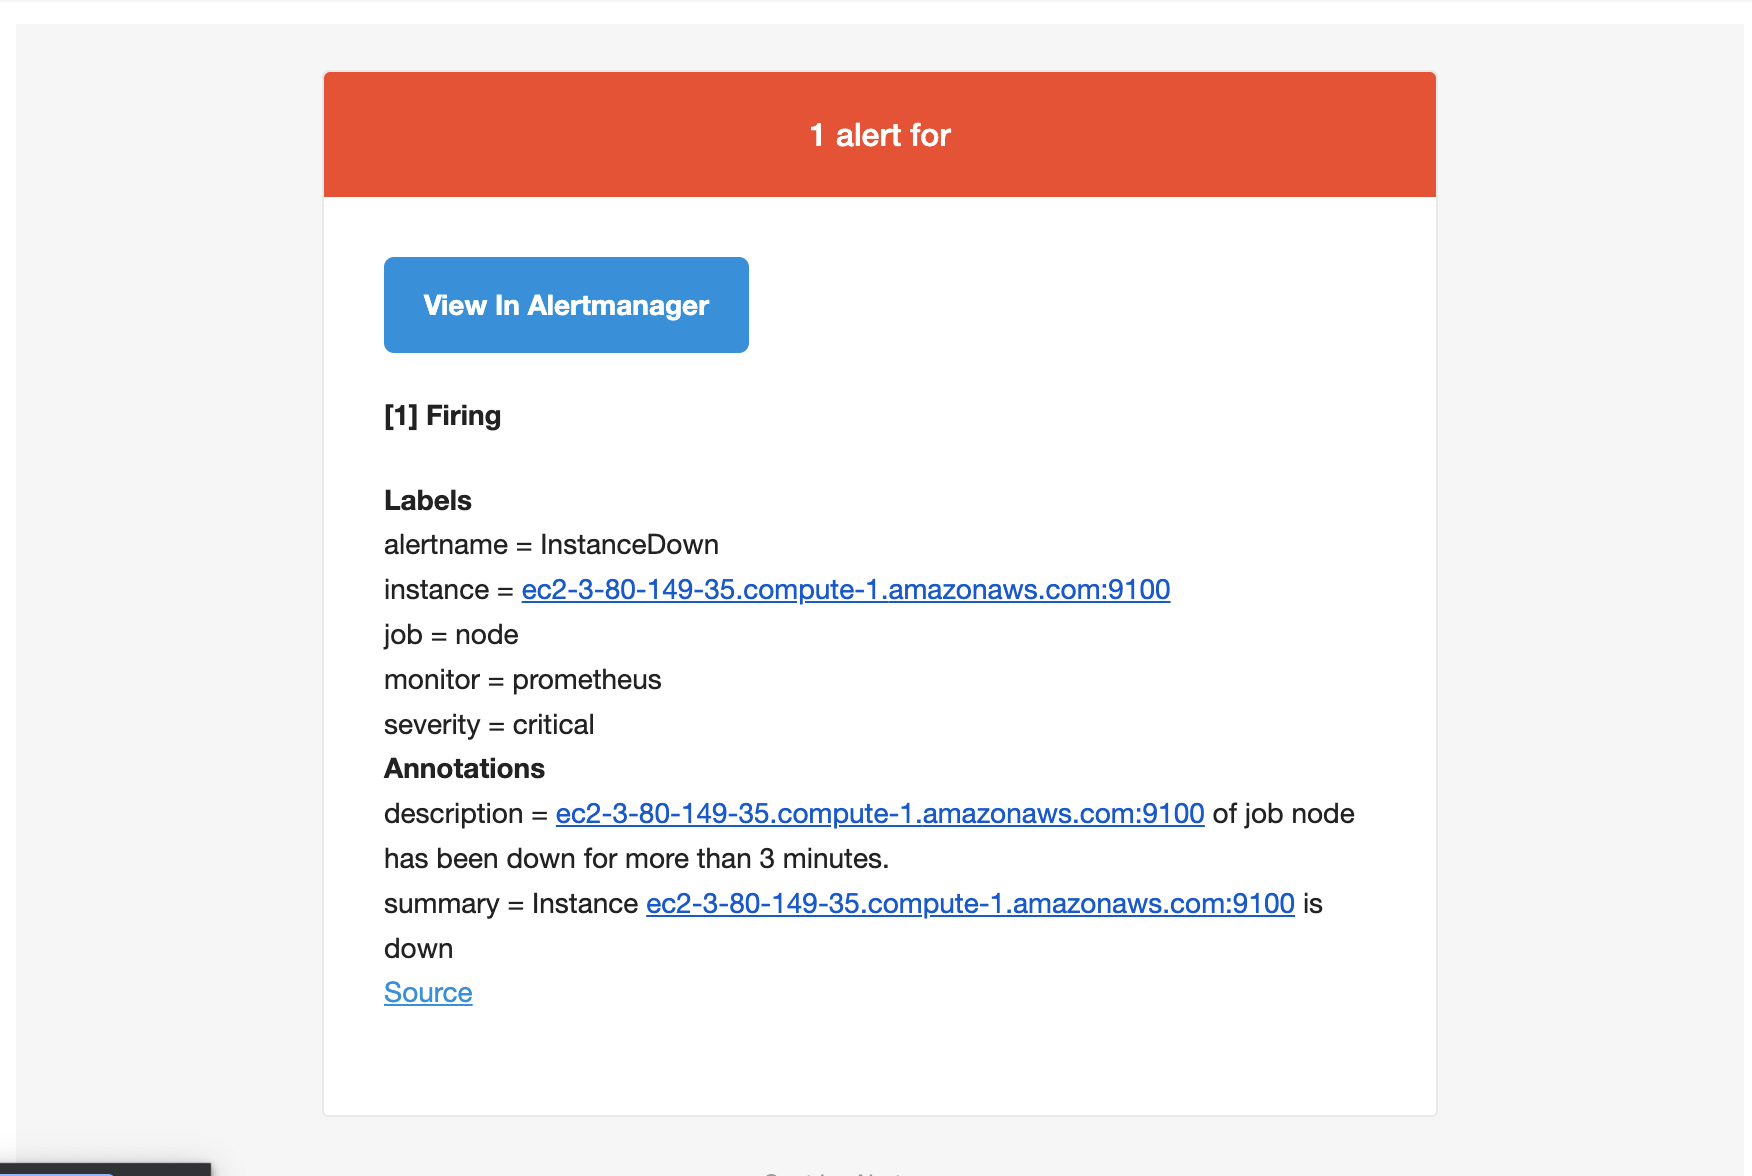 1 alert for
View In Alertmanager
[1] Firing
Labels
alertname = InstanceDown
instance = ec2-3-80-149-35.compute-1.amazonaws.com:9100
job = node
monitor = prometheus
severity = critical
Annotations
description = ec2-3-80-149-35.compute-1.amazonaws.com:9100 of job node
has been down for more than 3 minutes.
summary = Instance ec2-3-80-149-35.compute-1.amazonaws.com:9100 is
down
Source